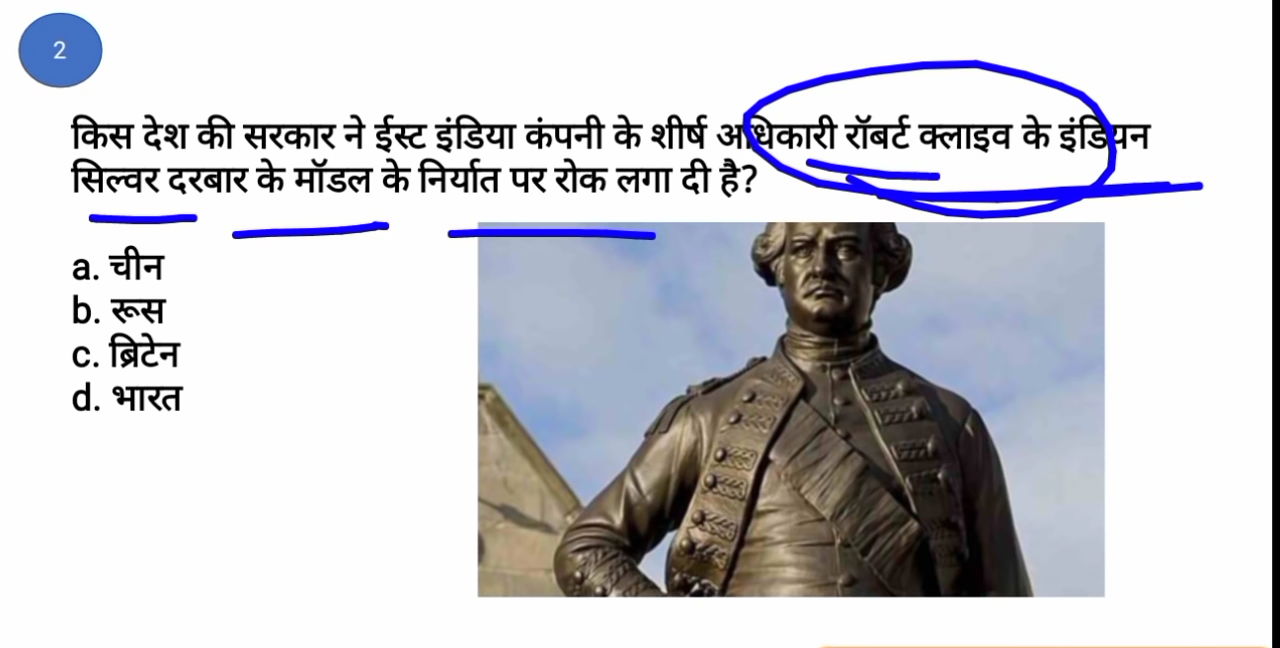 2
किस देश की सरकार ने ईस्ट इंडिया कंपनी के शीर्ष अधिकारी रॉबर्ट क्लाइव के इंडियन
सिल्वर दरबार के मॉडल के निर्यात पर रोक लगा दी है?
a. चीन
b. रूस
c. ब्रिटेन
d. भारत